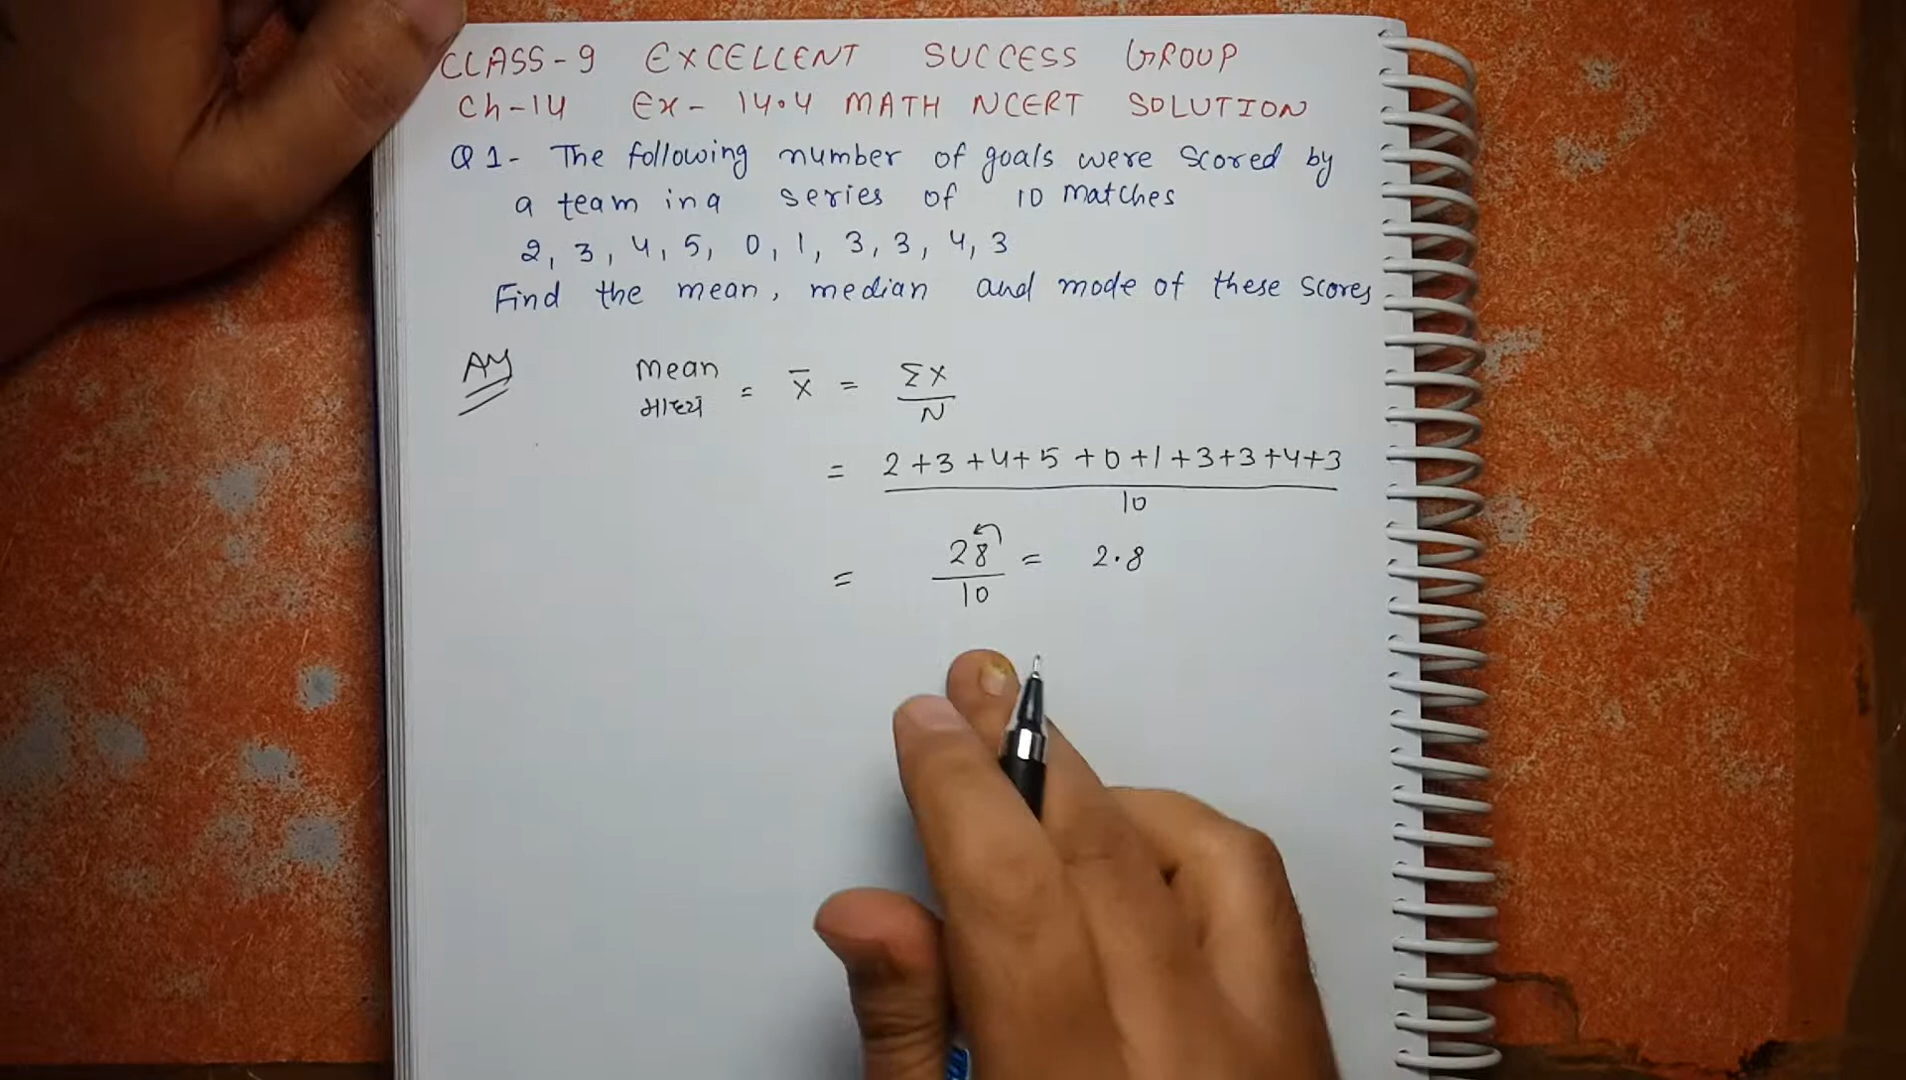 CLASS-9 EXCELLENT SUCCESS GROUP
Ch-14 Ex- 14.4 MATH NCERT SOLUTION
Q 1- The following number of goals were scored by
a team in a series of 10 matches
2, 3, 4, 5, 0, 1, 3, 3, 4, 3
Find the mean, median and mode of these scores
Mean = x̄ = Σx
N
= 2+3+4+5+0+1+3+3+4+3
10
= 28 = 2.8
10